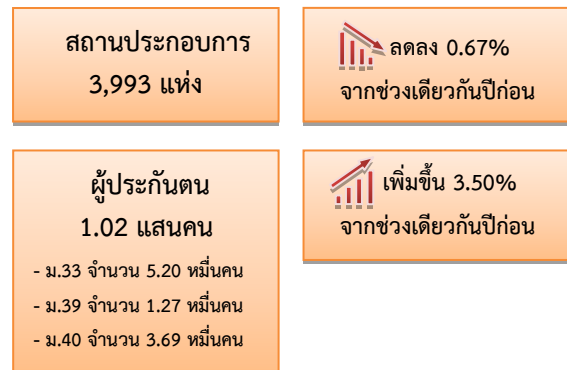 สถานประกอบการ
3,993 แห่ง
ลดลง 0.67%
จากช่วงเดียวกันปีก่อน
ผู้ประกันตน
1.02 แสนคน
- ม.33 จำนวน 5.20 หมื่นคน
- ม.39 จำนวน 1.27 หมื่นคน
- ม.40 จำนวน 3.69 หมื่นคน
เพิ่มขึ้น 3.50%
จากช่วงเดียวกันปีก่อน